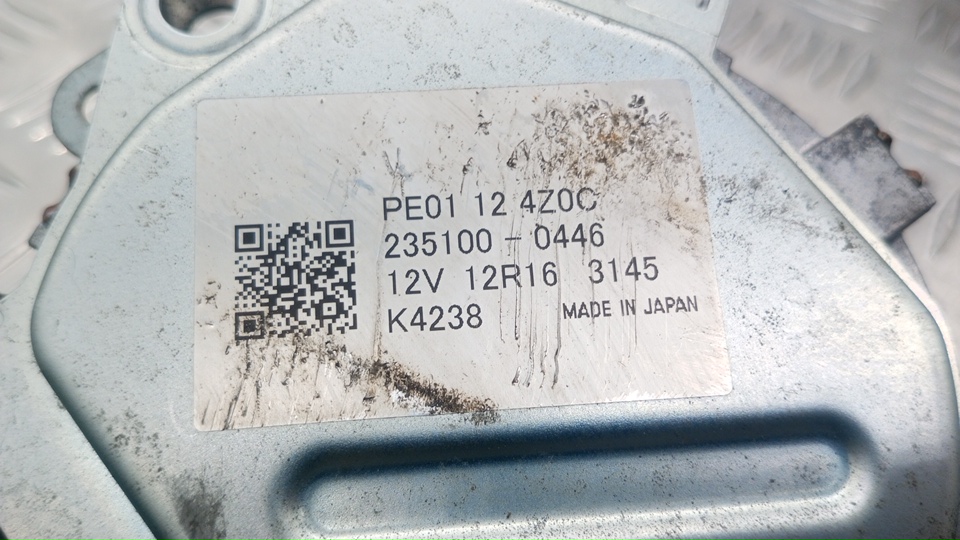 PE01 12 4Z0C
235100-0446
12V 12R16 3145
K4238 MADE IN JAPAN